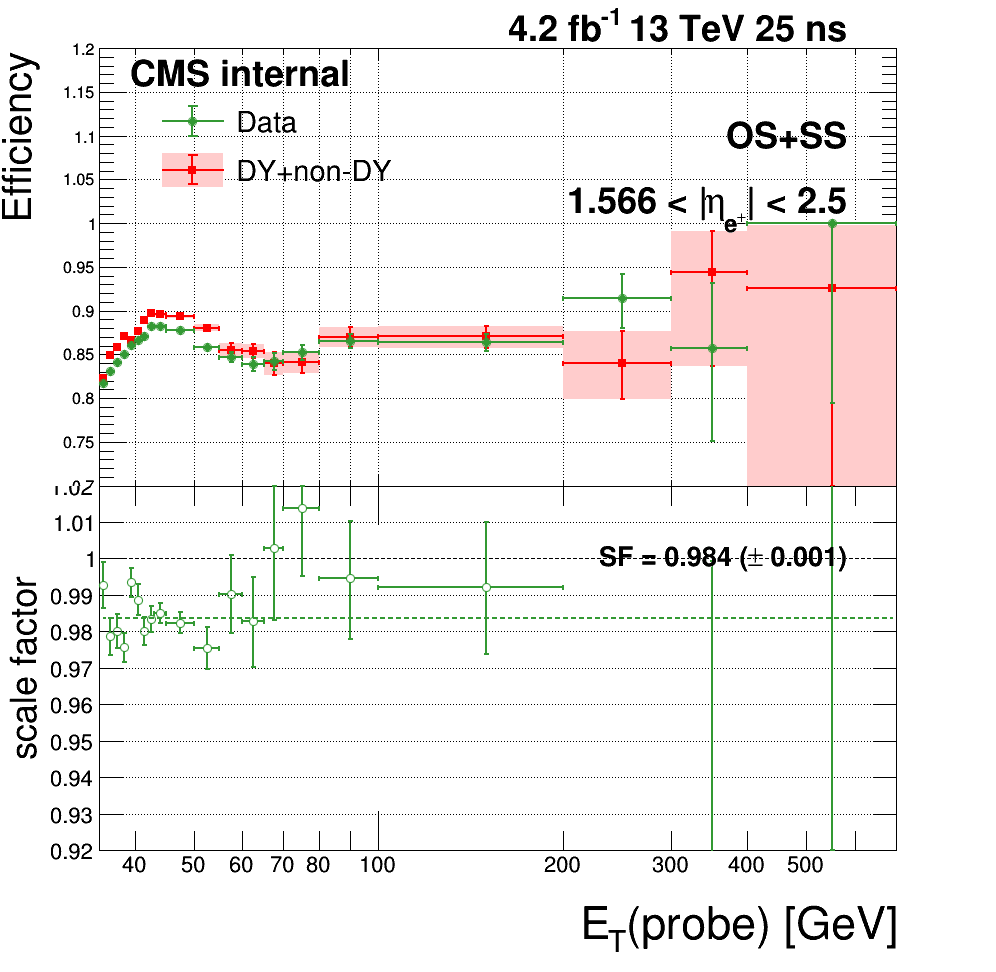 4.2 fb⁻¹ 13 TeV 25 ns
Efficiency
1.2
1.15
1.1
1.05
1
0.95
0.9
0.85
0.8
0.75
CMS internal
Data
DY+non-DY
OS+SS
1.566 < |η_e±| < 2.5
scale factor
1.02
1.01
1
0.99
0.98
0.97
0.96
0.95
0.94
0.93
0.92
SF = 0.984 (± 0.001)
40 50 60 70 80 100 200 300 400 500
E_T(probe) [GeV]